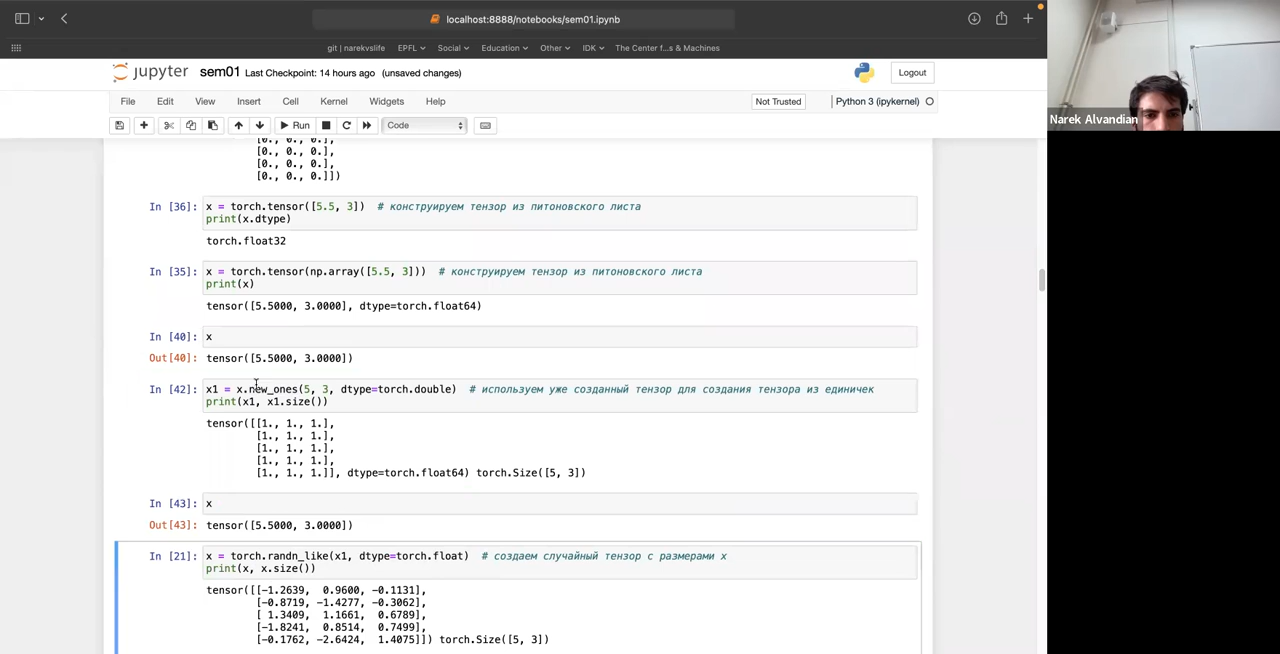 localhost:8888/notebooks/sem01.ipynb
git | narekvslife EPFL Social Education Other IDK The Center f...s & Machines
jupyter sem01 Last Checkpoint: 14 hours ago (unsaved changes) Logout
File Edit View Insert Cell Kernel Widgets Help Not Trusted Python 3 (ipykernel)
Run Code
[0., 0., 0.],
[0., 0., 0.],
[0., 0., 0.],
[0., 0., 0.]])
In [36]: x = torch.tensor([5.5, 3]) # конструируем тензор из питоновского листа
print(x.dtype)
torch.float32
In [35]: x = torch.tensor(np.array([5.5, 3])) # конструируем тензор из питоновского листа
print(x)
tensor([5.5000, 3.0000], dtype=torch.float64)
In [40]: x
Out[40]: tensor([5.5000, 3.0000])
In [42]: x1 = x.new_ones(5, 3, dtype=torch.double) # используем уже созданный тензор для создания тензора из единичек
print(x1, x1.size())
tensor([[1., 1., 1.],
[1., 1., 1.],
[1., 1., 1.],
[1., 1., 1.],
[1., 1., 1.]], dtype=torch.float64) torch.Size([5, 3])
In [43]: x
Out[43]: tensor([5.5000, 3.0000])
In [21]: x = torch.randn_like(x1, dtype=torch.float) # создаем случайный тензор с размерами x
print(x, x.size())
tensor([[-1.2639, 0.9600, -0.1131],
[-0.8719, -1.4277, -0.3062],
[ 1.3409, 1.1661, 0.6789],
[-1.8241, 0.8514, 0.7499],
[-0.1762, -2.6424, 1.4075]]) torch.Size([5, 3])
Narek Alvandian